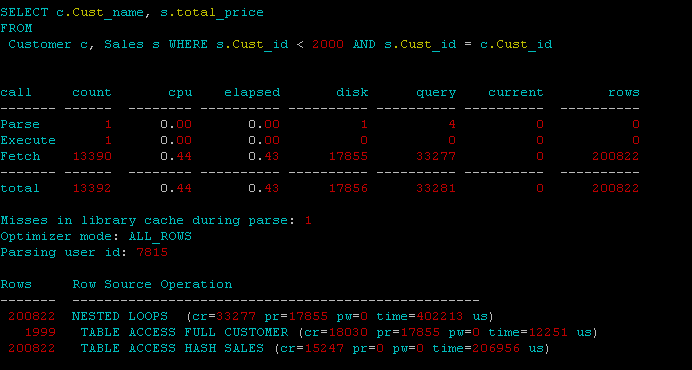 SELECT c.Cust_name, s.total_price
FROM
 Customer c, Sales s WHERE s.Cust_id < 2000 AND s.Cust_id = c.Cust_id
call     count       cpu    elapsed       disk      query    current        rows
------- ------  -------- ---------- ---------- ---------- ----------  ----------
Parse        1      0.00       0.00          1          4          0           0
Execute      1      0.00       0.00          0          0          0           0
Fetch    13390      0.44       0.43      17855      33277          0      200822
------- ------  -------- ---------- ---------- ---------- ----------  ----------
total    13392      0.44       0.43      17856      33281          0      200822
Misses in library cache during parse: 1
Optimizer mode: ALL_ROWS
Parsing user id: 7815
Rows     Row Source Operation
-------  ---------------------------------------------------
 200822  NESTED LOOPS  (cr=33277 pr=17855 pw=0 time=402213 us)
   1999   TABLE ACCESS FULL CUSTOMER (cr=18030 pr=17855 pw=0 time=12251 us)
 200822   TABLE ACCESS HASH SALES (cr=15247 pr=0 pw=0 time=206956 us)